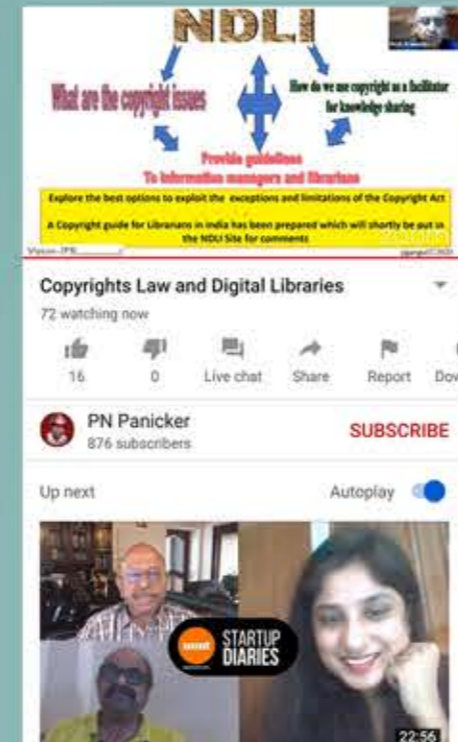 NDLI
What are the copyright issues
How do we use copyright as a facilitator
for knowledge sharing
Provide guidelines
To information managers and librarians
Explore the best options to exploit the exceptions and limitations of the Copyright Act
A Copyright guide for Librarians in india has been prepared which will shortly be out in
the NDLI Site for comments
Copyrights Law and Digital Libraries
72 watching now
16
0
Live chat
Share
Report
Dow
PN Panicker
876 subscribers
SUBSCRIBE
Up next
Autoplay
STARTUP
DIARIES
22:56